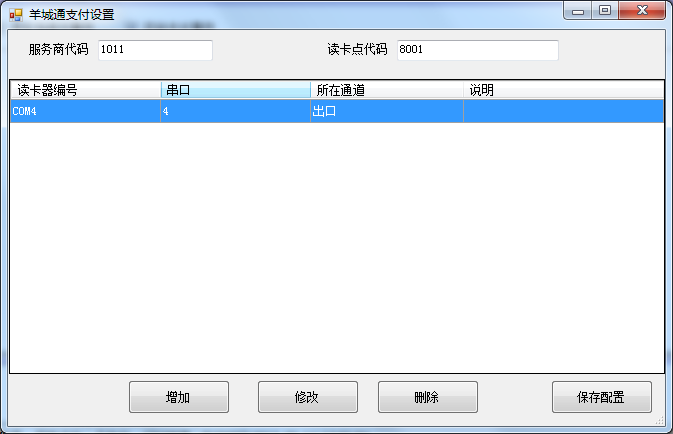 羊城通支付设置
服务商代码 1011 读卡点代码 8001
读卡器编号 串口 所在通道 说明
COM4 4 出口
增加 修改 删除 保存配置